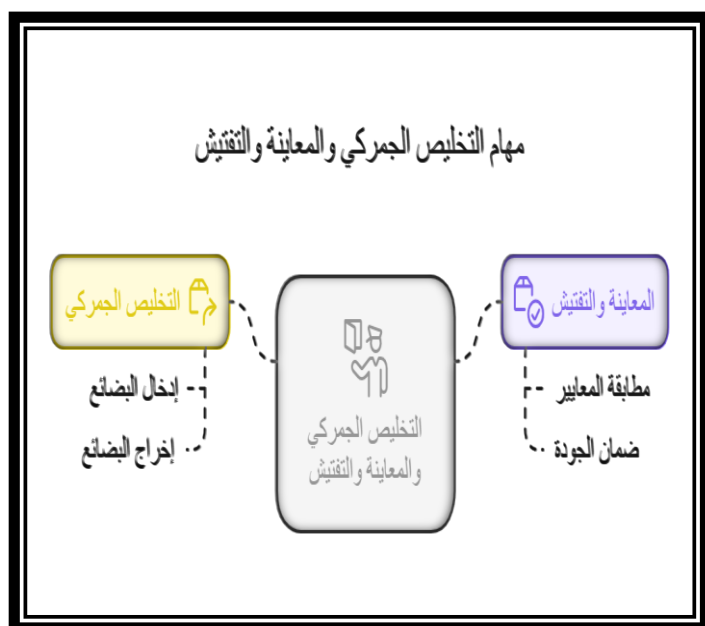 مهام التخليص الجمركي والمعاينة والتفتيش
المعاينة والتفتيش
مطابقة المعايير
ضمان الجودة
التخليص الجمركي
والمعاينة والتفتيش
التخليص الجمركي
إدخال البضائع
إخراج البضائع